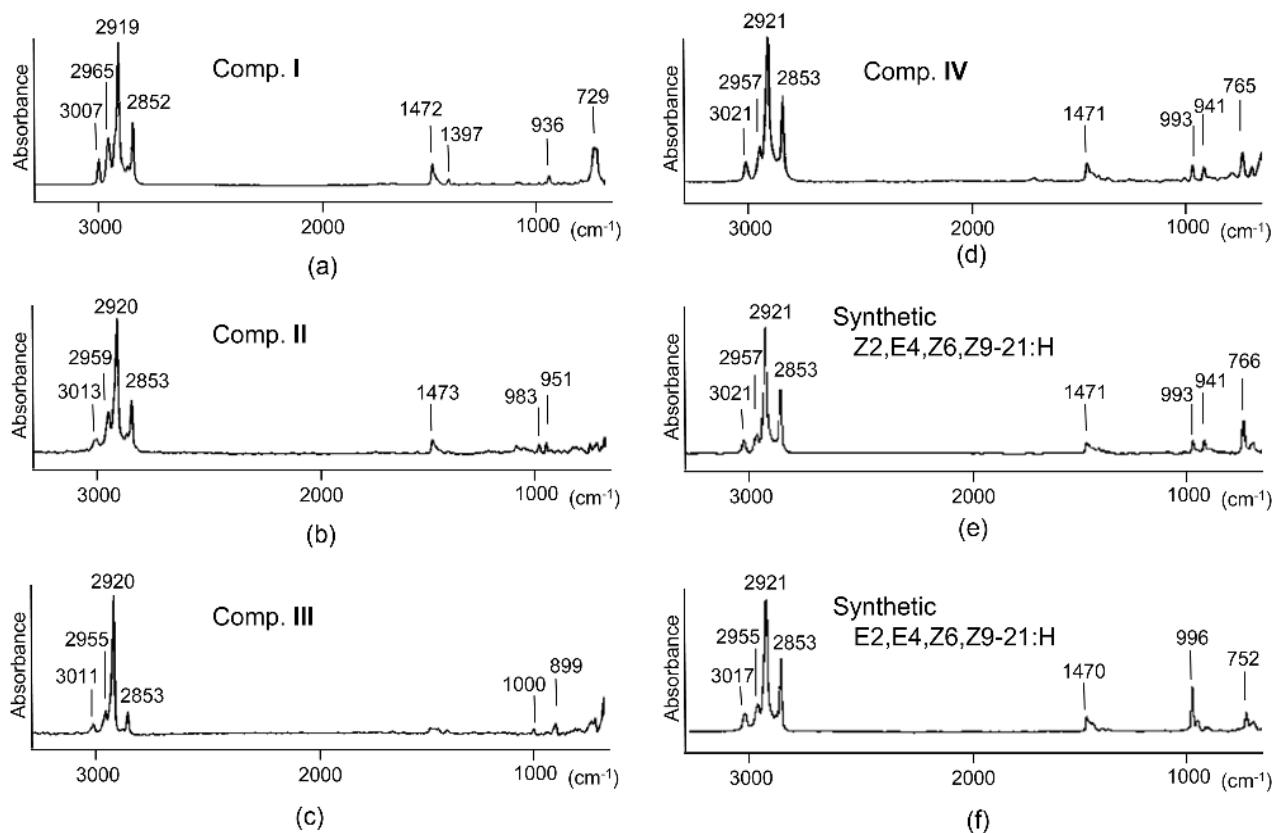 2919
2965
3007
2852
Comp. I
1472
1397
936
729
Absorbance
3000
2000
1000
(cm-1)
(a)
2920
2959
3013
2853
Comp. II
1473
983
951
Absorbance
3000
2000
1000
(cm-1)
(b)
2920
2955
3011
2853
Comp. III
1000
899
Absorbance
3000
2000
1000
(cm-1)
(c)
2921
2957
3021
2853
Comp. IV
1471
993
941
765
Absorbance
3000
2000
1000
(cm-1)
(d)
2921
2957
3021
2853
Synthetic
Z2,E4,Z6,Z9-21:H
1471
993
941
766
Absorbance
3000
2000
1000
(cm-1)
(e)
2921
2955
3017
2853
Synthetic
E2,E4,Z6,Z9-21:H
1470
996
752
Absorbance
3000
2000
1000
(cm-1)
(f)